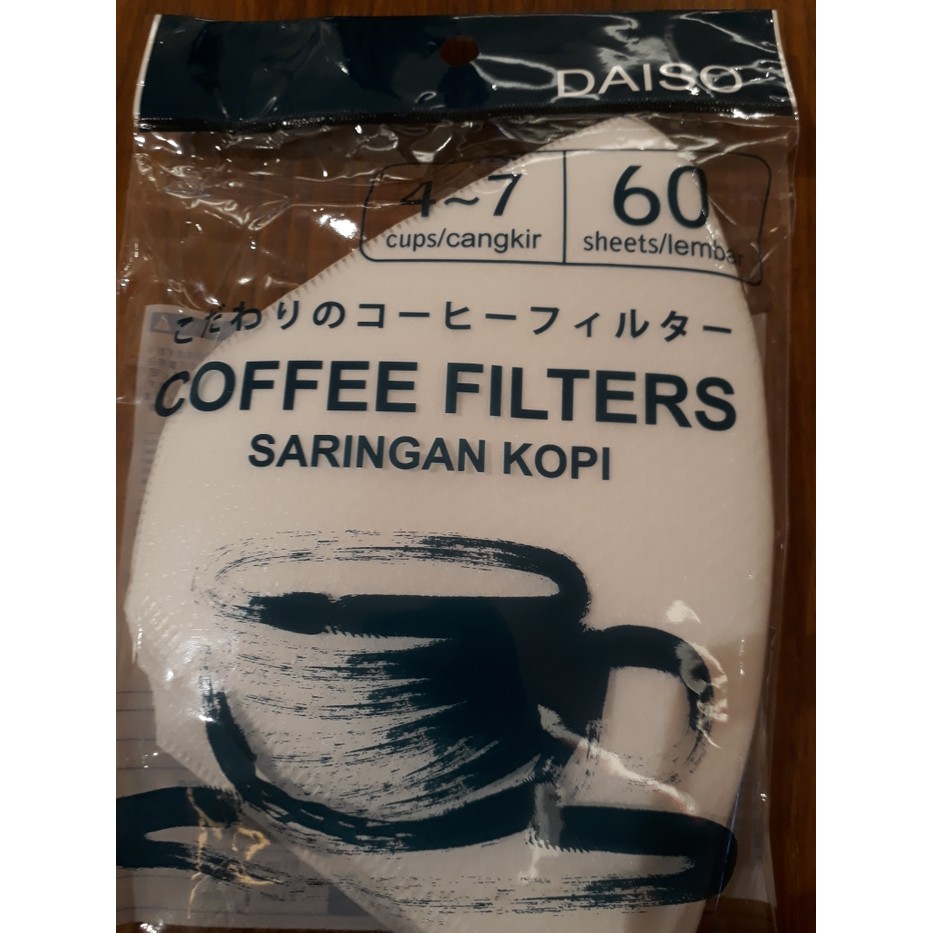 DAISO
4~7
cups/cangkir
60
sheets/lembar
こだわりのコーヒーフィルター
COFFEE FILTERS
SARINGAN KOPI